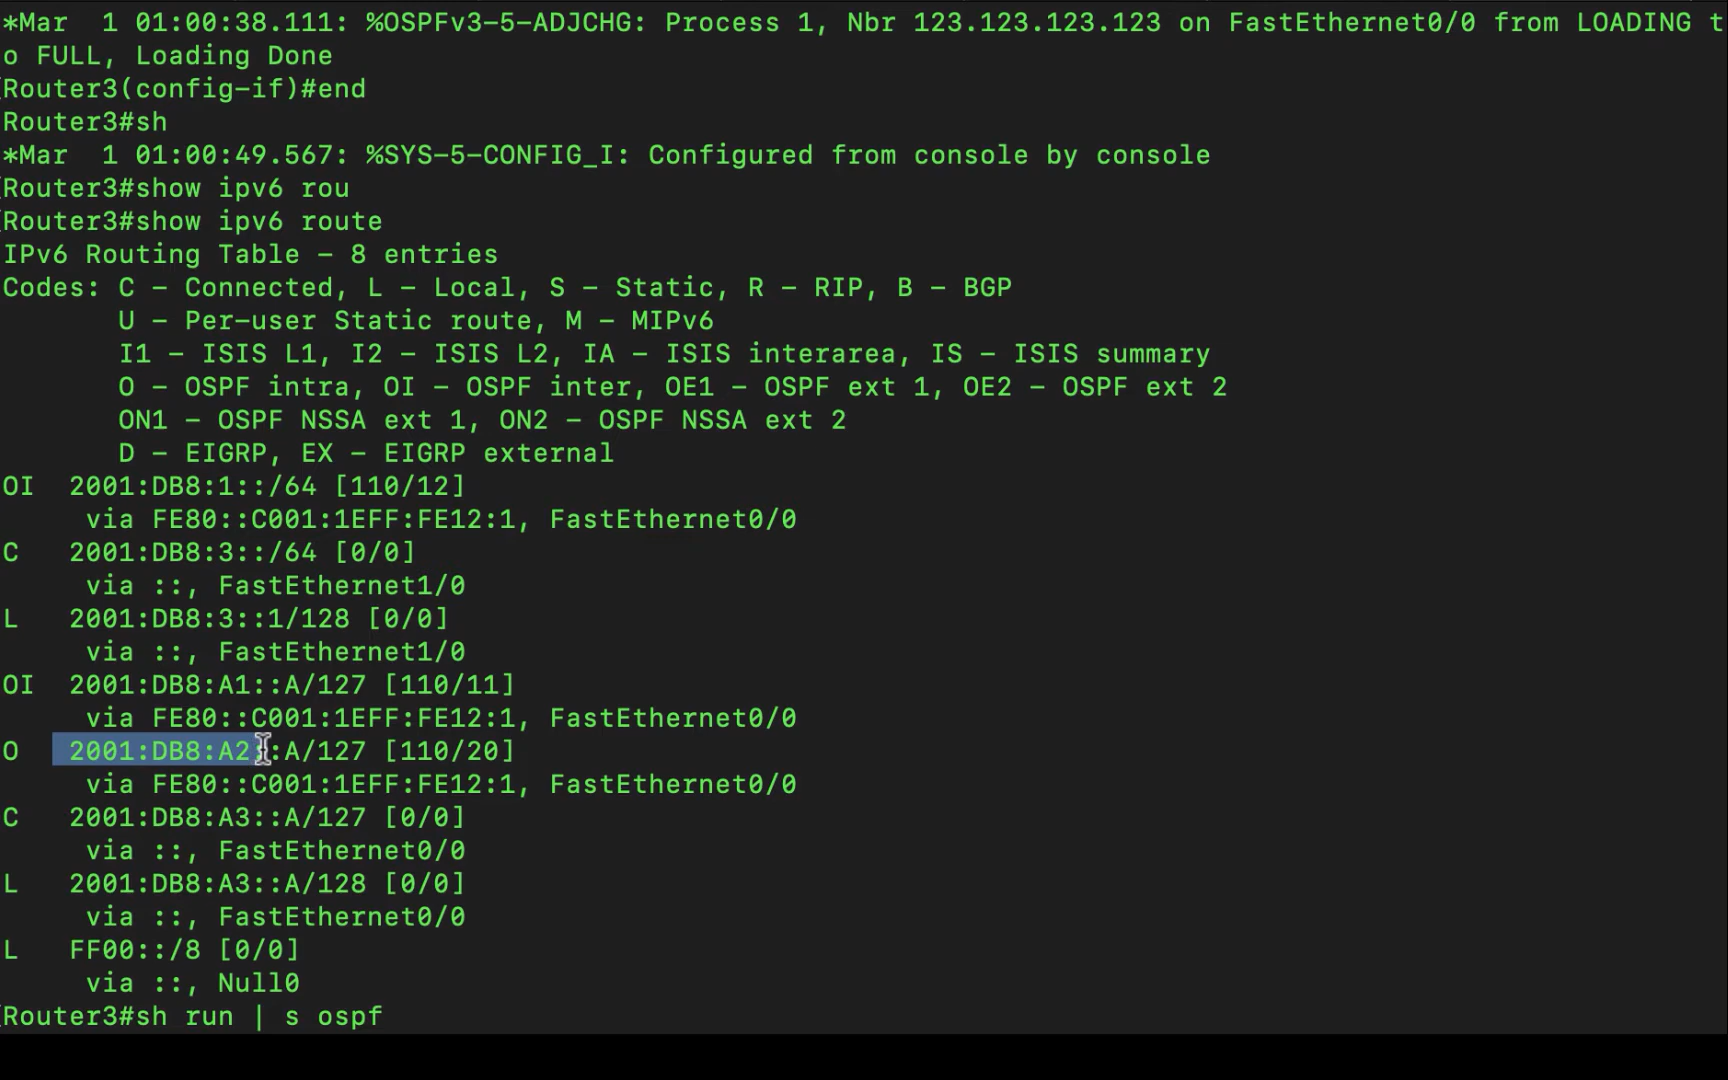 *Mar  1 01:00:38.111: %OSPFv3-5-ADJCHG: Process 1, Nbr 123.123.123.123 on FastEthernet0/0 from LOADING t
o FULL, Loading Done
Router3(config-if)#end
Router3#sh
*Mar  1 01:00:49.567: %SYS-5-CONFIG_I: Configured from console by console
Router3#show ipv6 rou
Router3#show ipv6 route
IPv6 Routing Table - 8 entries
Codes: C - Connected, L - Local, S - Static, R - RIP, B - BGP
       U - Per-user Static route, M - MIPv6
       I1 - ISIS L1, I2 - ISIS L2, IA - ISIS interarea, IS - ISIS summary
       O - OSPF intra, OI - OSPF inter, OE1 - OSPF ext 1, OE2 - OSPF ext 2
       ON1 - OSPF NSSA ext 1, ON2 - OSPF NSSA ext 2
       D - EIGRP, EX - EIGRP external
OI  2001:DB8:1::/64 [110/12]
     via FE80::C001:1EFF:FE12:1, FastEthernet0/0
C   2001:DB8:3::/64 [0/0]
     via ::, FastEthernet1/0
L   2001:DB8:3::1/128 [0/0]
     via ::, FastEthernet1/0
OI  2001:DB8:A1::A/127 [110/11]
     via FE80::C001:1EFF:FE12:1, FastEthernet0/0
O   2001:DB8:A2::A/127 [110/20]
     via FE80::C001:1EFF:FE12:1, FastEthernet0/0
C   2001:DB8:A3::A/127 [0/0]
     via ::, FastEthernet0/0
L   2001:DB8:A3::A/128 [0/0]
     via ::, FastEthernet0/0
L   FF00::/8 [0/0]
     via ::, Null0
Router3#sh run | s ospf